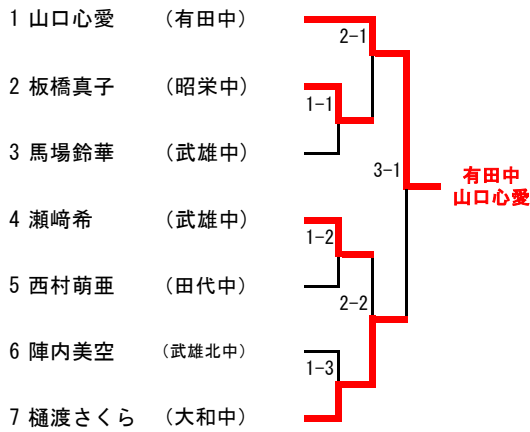 1 山口心愛 (有田中)
2-1
2 板橋真子 (昭栄中)
1-1
3 馬場鈴華 (武雄中)
3-1
有田中
山口心愛
4 瀬﨑希 (武雄中)
1-2
5 西村萌亜 (田代中)
2-2
6 陣内美空 (武雄北中)
1-3
7 樋渡さくら (大和中)